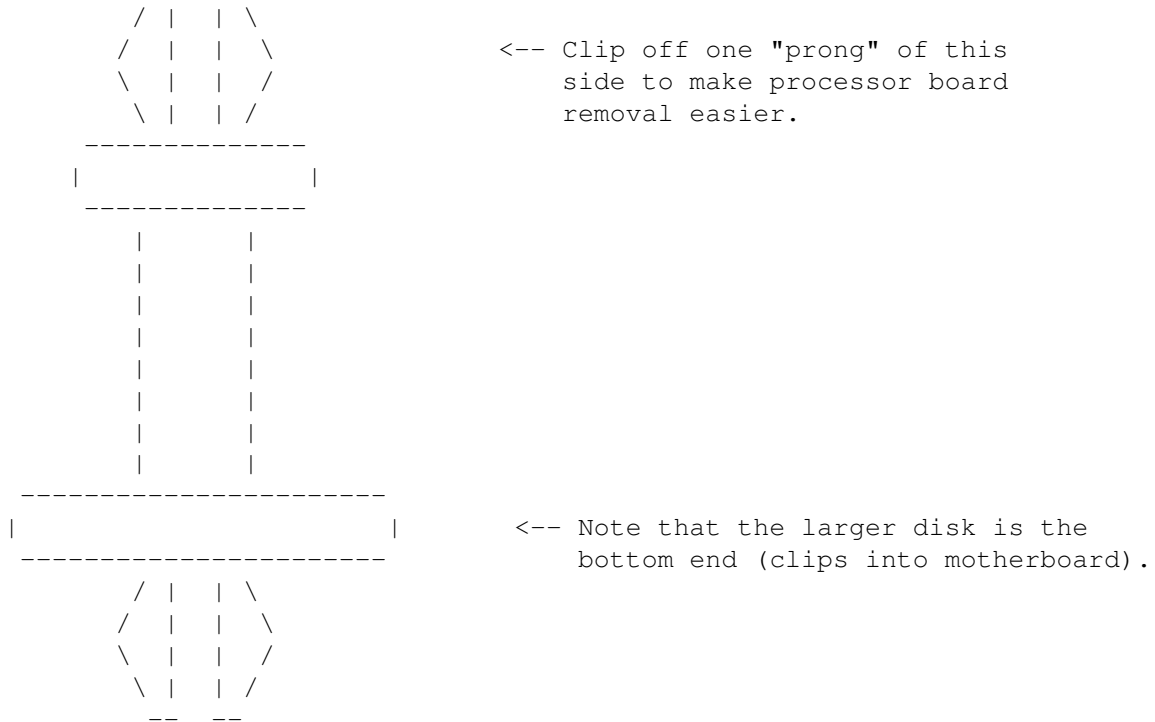 <-- Clip off one "prong" of this
side to make processor board
removal easier.
<-- Note that the larger disk is the
bottom end (clips into motherboard).